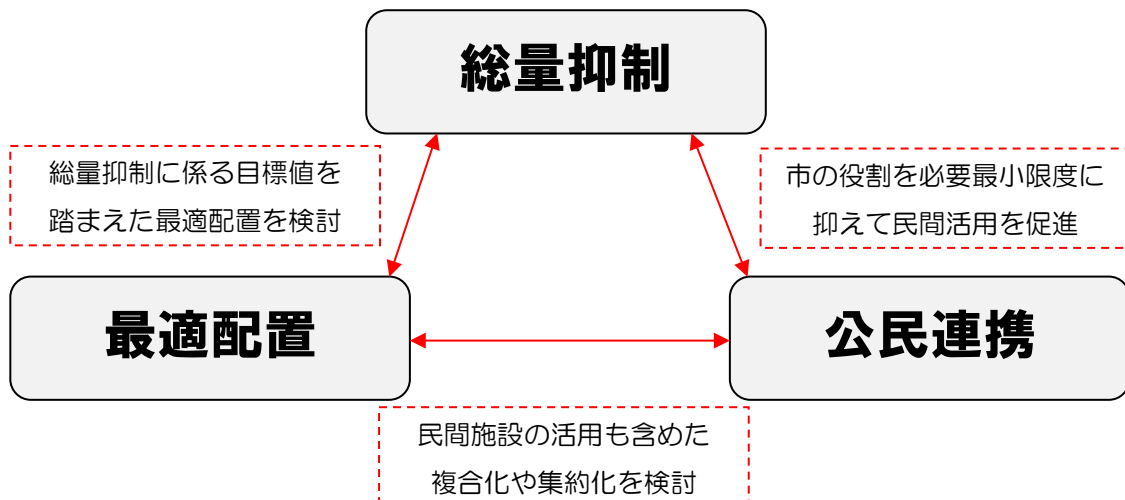 総量抑制
総量抑制に係る目標値を
踏まえた最適配置を検討
市の役割を必要最小限度に
抑えて民間活用を促進
最適配置
公民連携
民間施設の活用も含めた
複合化や集約化を検討